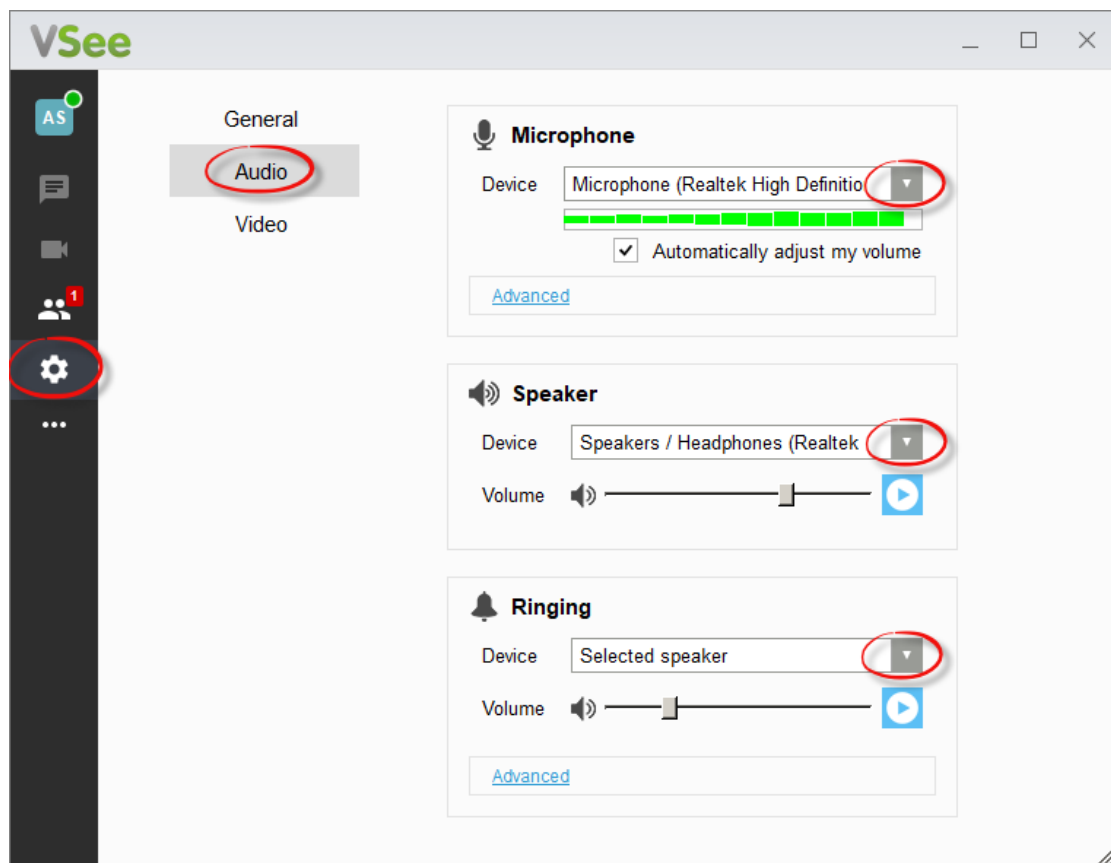 VSee
AS
1
General
Audio
Video
Microphone
Device Microphone (Realtek High Definitio
Automatically adjust my volume
Advanced
Speaker
Device Speakers / Headphones (Realtek
Volume
Ringing
Device Selected speaker
Volume
Advanced